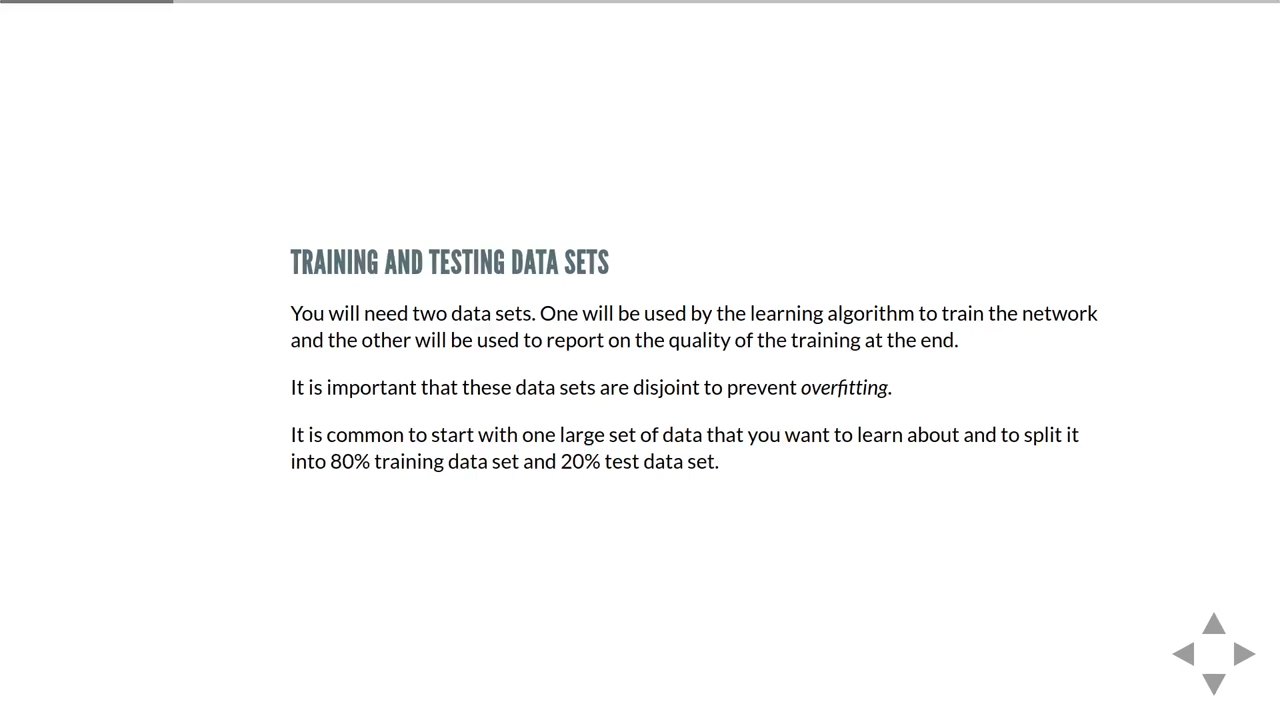 TRAINING AND TESTING DATA SETS
You will need two data sets. One will be used by the learning algorithm to train the network
and the other will be used to report on the quality of the training at the end.
It is important that these data sets are disjoint to prevent overfitting.
It is common to start with one large set of data that you want to learn about and to split it
into 80% training data set and 20% test data set.